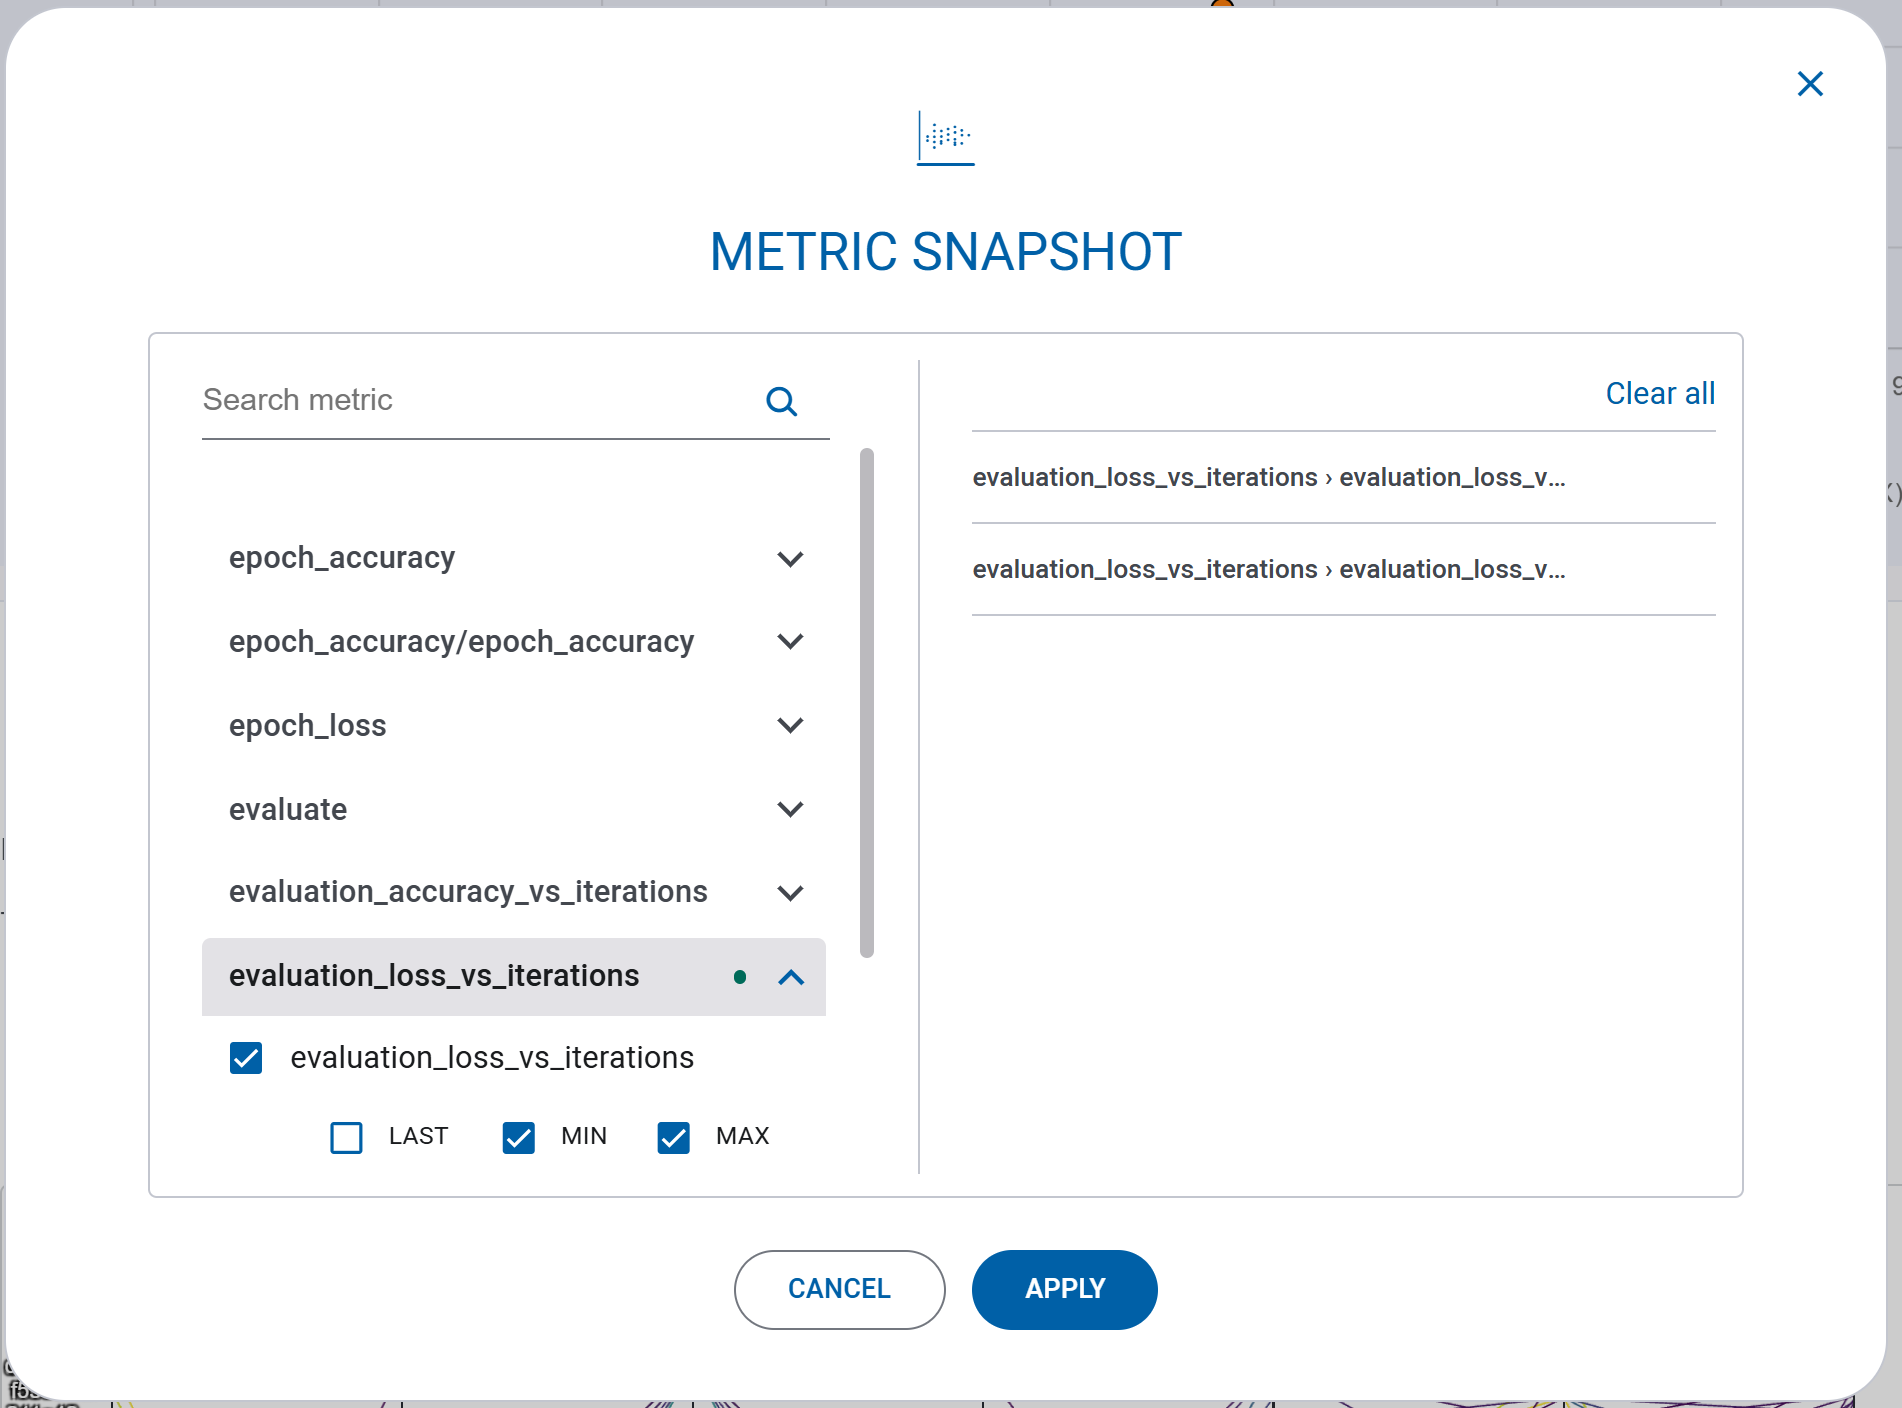 METRIC SNAPSHOT
Search metric
epoch_accuracy
epoch_accuracy/epoch_accuracy
epoch_loss
evaluate
evaluation_accuracy_vs_iterations
evaluation_loss_vs_iterations
evaluation_loss_vs_iterations
LAST MIN MAX
Clear all
evaluation_loss_vs_iterations › evaluation_loss_v...
evaluation_loss_vs_iterations › evaluation_loss_v...
CANCEL APPLY